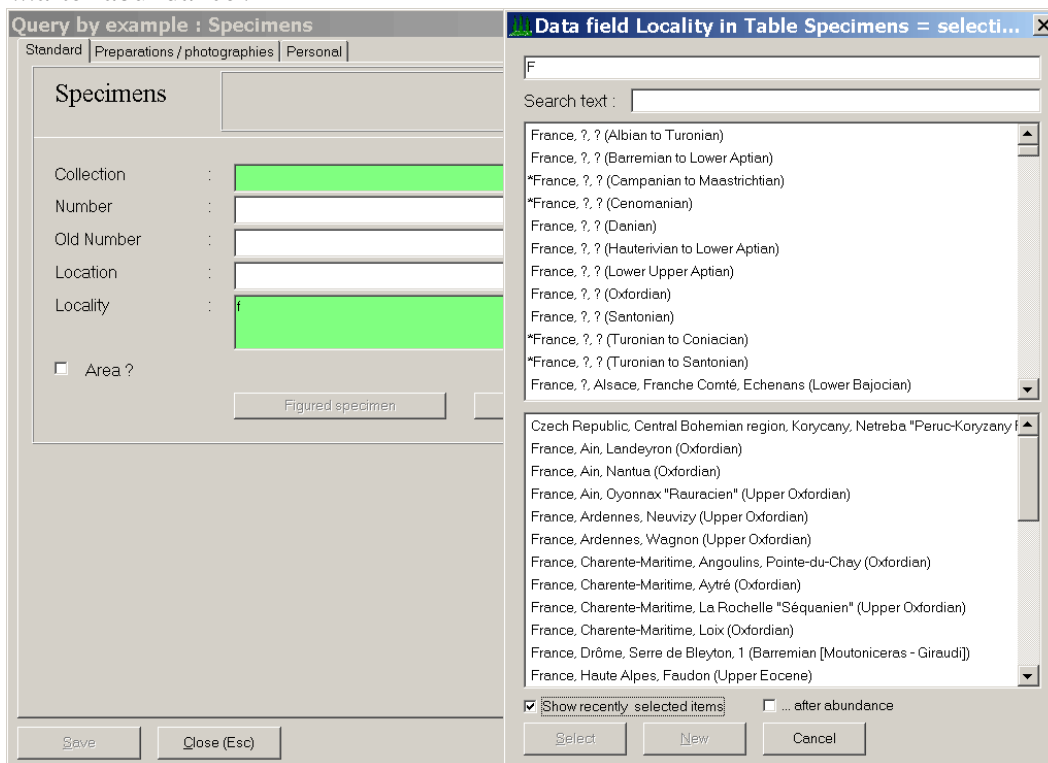 Query by example : Specimens
Standard
Preparations / photographies
Personal
Specimens
Collection :
Number :
Old Number :
Location :
Locality : f
Area ?
Figured specimen
Save
Close (Esc)
Data field Locality in Table Specimens = selecti...
F
Search text :
France, ?, ? (Albian to Turonian)
France, ?, ? (Barremian to Lower Aptian)
*France, ?, ? (Campanian to Maastrichtian)
*France, ?, ? (Cenomanian)
France, ?, ? (Danian)
France, ?, ? (Hauterivian to Lower Aptian)
France, ?, ? (Lower Upper Aptian)
France, ?, ? (Oxfordian)
France, ?, ? (Santonian)
*France, ?, ? (Turonian to Coniacian)
*France, ?, ? (Turonian to Santonian)
France, ?, Alsace, Franche Comté, Echenans (Lower Bajocian)
Czech Republic, Central Bohemian region, Korycany, Netreba "Peruc-Koryzany F
France, Ain, Landeyron (Oxfordian)
France, Ain, Nantua (Oxfordian)
France, Ain, Oyonnax "Rauracien" (Upper Oxfordian)
France, Ardennes, Neuvizy (Upper Oxfordian)
France, Ardennes, Wagnon (Upper Oxfordian)
France, Charente-Maritime, Angoulins, Pointe-du-Chay (Oxfordian)
France, Charente-Maritime, Aytré (Oxfordian)
France, Charente-Maritime, La Rochelle "Séquanien" (Upper Oxfordian)
France, Charente-Maritime, Loix (Oxfordian)
France, Drôme, Serre de Bleyton, 1 (Barremian [Moutoniceras - Giraudi])
France, Haute Alpes, Faudon (Upper Eocene)
Show recently selected items
... after abundance
Select
New
Cancel